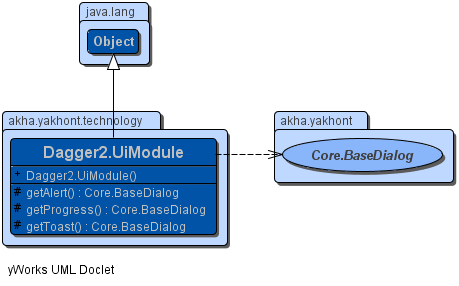 java.lang
Object
akha.yakhont.technology
Dagger2.UiModule
+ Dagger2.UiModule()
# getAlert() : Core.BaseDialog
# getProgress() : Core.BaseDialog
# getToast() : Core.BaseDialog
akha.yakhont
Core.BaseDialog
yWorks UML Doclet